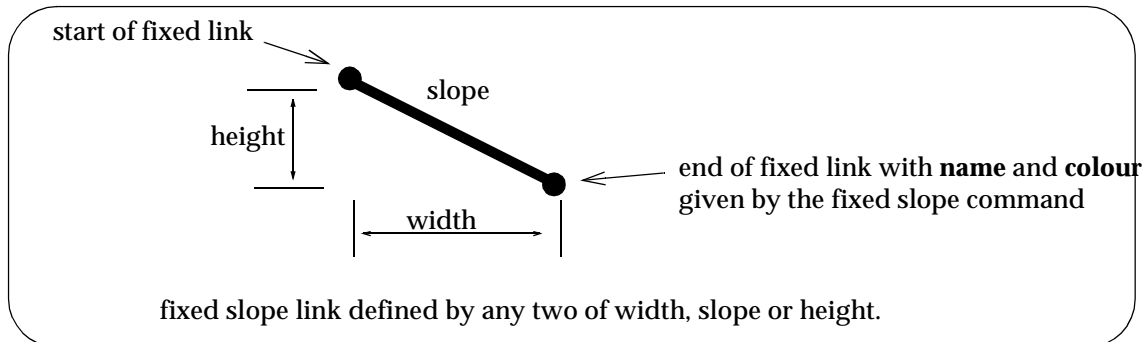 start of fixed link
slope
height
end of fixed link with name and colour
given by the fixed slope command
width
fixed slope link defined by any two of width, slope or height.